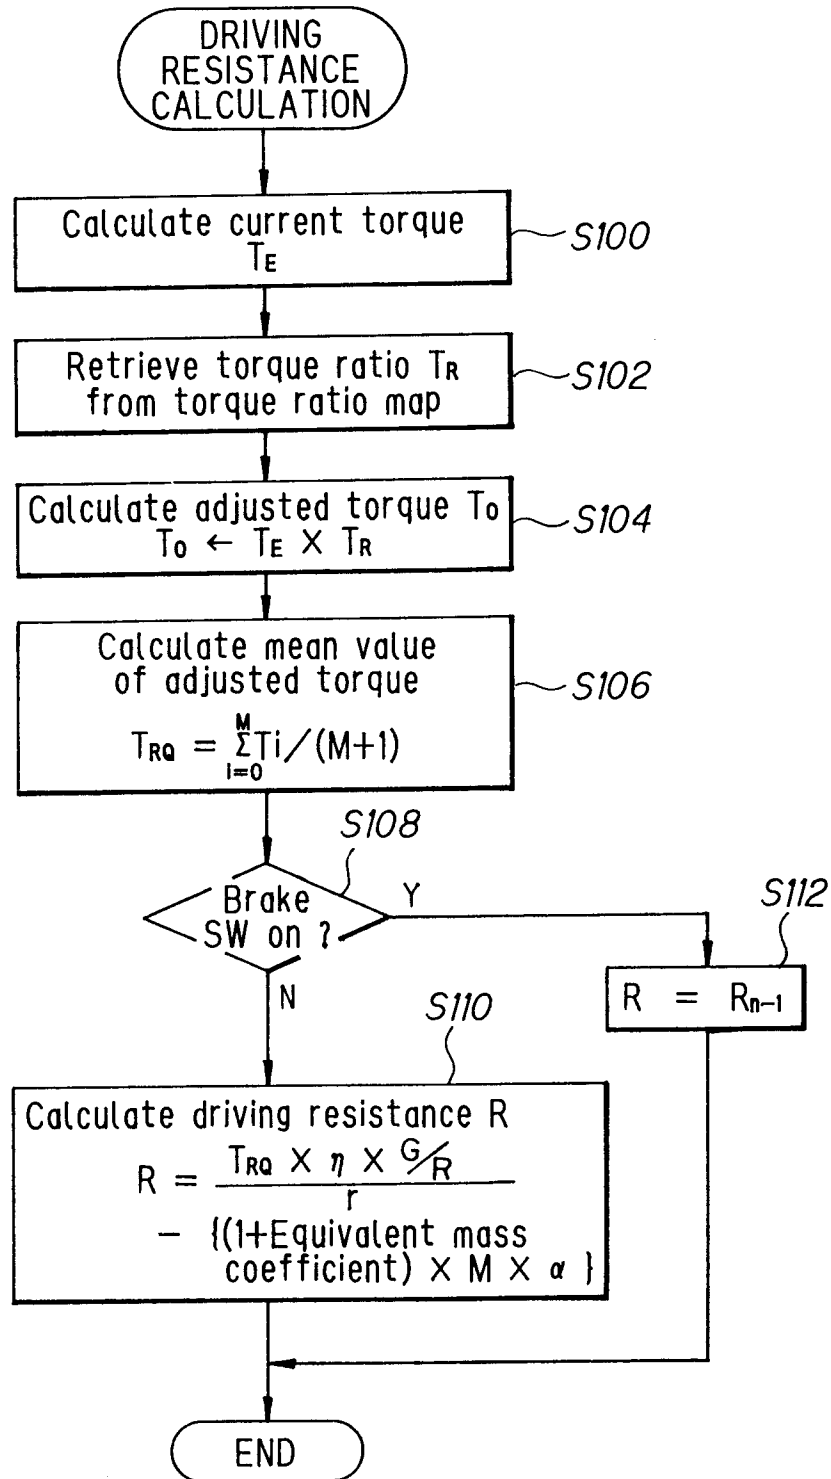 DRIVING
RESISTANCE
CALCULATION
Calculate current torque
TE
S100
Retrieve torque ratio TR
from torque ratio map
S102
Calculate adjusted torque To
To ← TE X TR
S104
Calculate mean value
of adjusted torque
TRQ = Σ(i=0 to M) Ti/(M+1)
S106
S108
Brake
SW on ?
Y
N
S112
R = Rn-1
S110
Calculate driving resistance R
R = TRQ X η X G/R
r
- {(1+Equivalent mass
coefficient) X M X α }
END